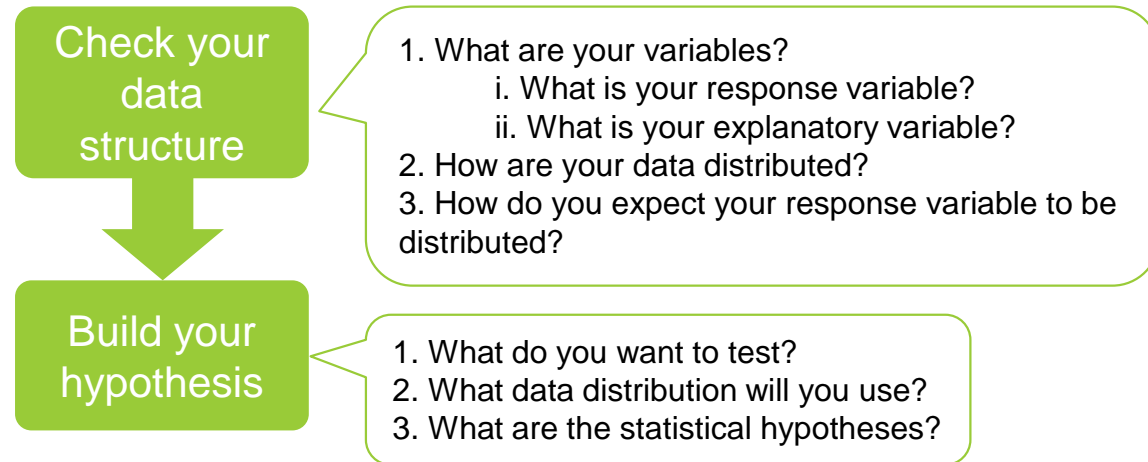 Check your
data
structure
1. What are your variables?
i. What is your response variable?
ii. What is your explanatory variable?
2. How are your data distributed?
3. How do you expect your response variable to be
distributed?
Build your
hypothesis
1. What do you want to test?
2. What data distribution will you use?
3. What are the statistical hypotheses?